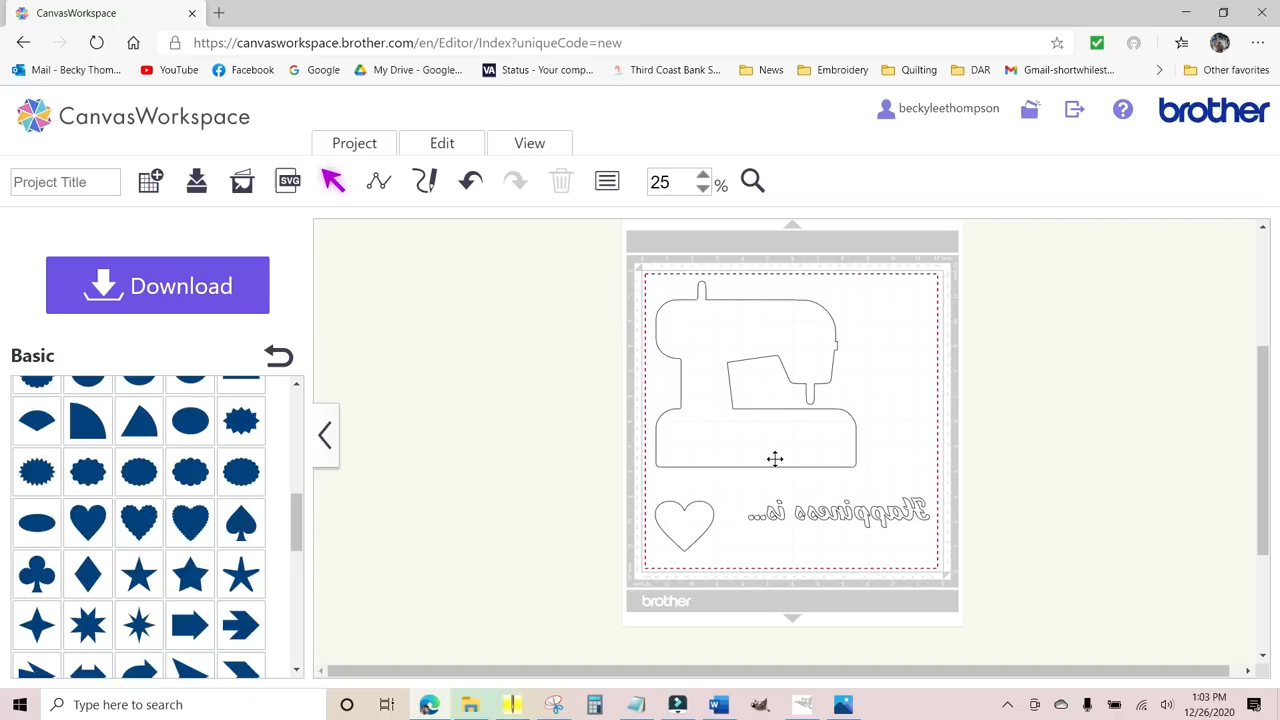 CanvasWorkspace
https://canvasworkspace.brother.com/en/Editor/Index?uniqueCode=new
Mail - Becky Thom...
YouTube
Facebook
Google
My Drive - Google...
VA
Status - Your comp...
Third Coast Bank S...
News
Embroidery
Quilting
DAR
Gmail-shortwhilest...
Other favorites
CanvasWorkspace
beckyleethompson
brother
Project
Edit
View
Project Title
SVG
25
%
Download
Basic
Happiness is...
brother
Type here to search
1:03 PM
12/26/2020